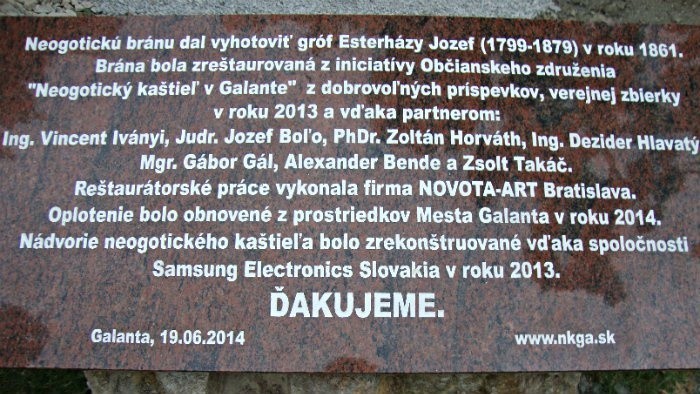 Neogotickú bránu dal vyhotoviť gróf Esterházy Jozef (1799-1879) v roku 1861.
Brána bola zreštaurovaná z iniciatívy Občianskeho združenia
"Neogotický kaštieľ v Galante" z dobrovoľných príspevkov, verejnej zbierky
v roku 2013 a vďaka partnerom:
Ing. Vincent Iványi, Judr. Jozef Boľo, PhDr. Zoltán Horváth, Ing. Dezider Hlavatý
Mgr. Gábor Gál, Alexander Bende a Zsolt Takáč.
Reštaurátorské práce vykonala firma NOVOTA-ART Bratislava.
Oplotenie bolo obnovené z prostriedkov Mesta Galanta v roku 2014.
Nádvorie neogotického kaštieľa bolo zrekonštruované vďaka spoločnosti
Samsung Electronics Slovakia v roku 2013.
ĎAKUJEME.
Galanta, 19.06.2014 www.nkga.sk